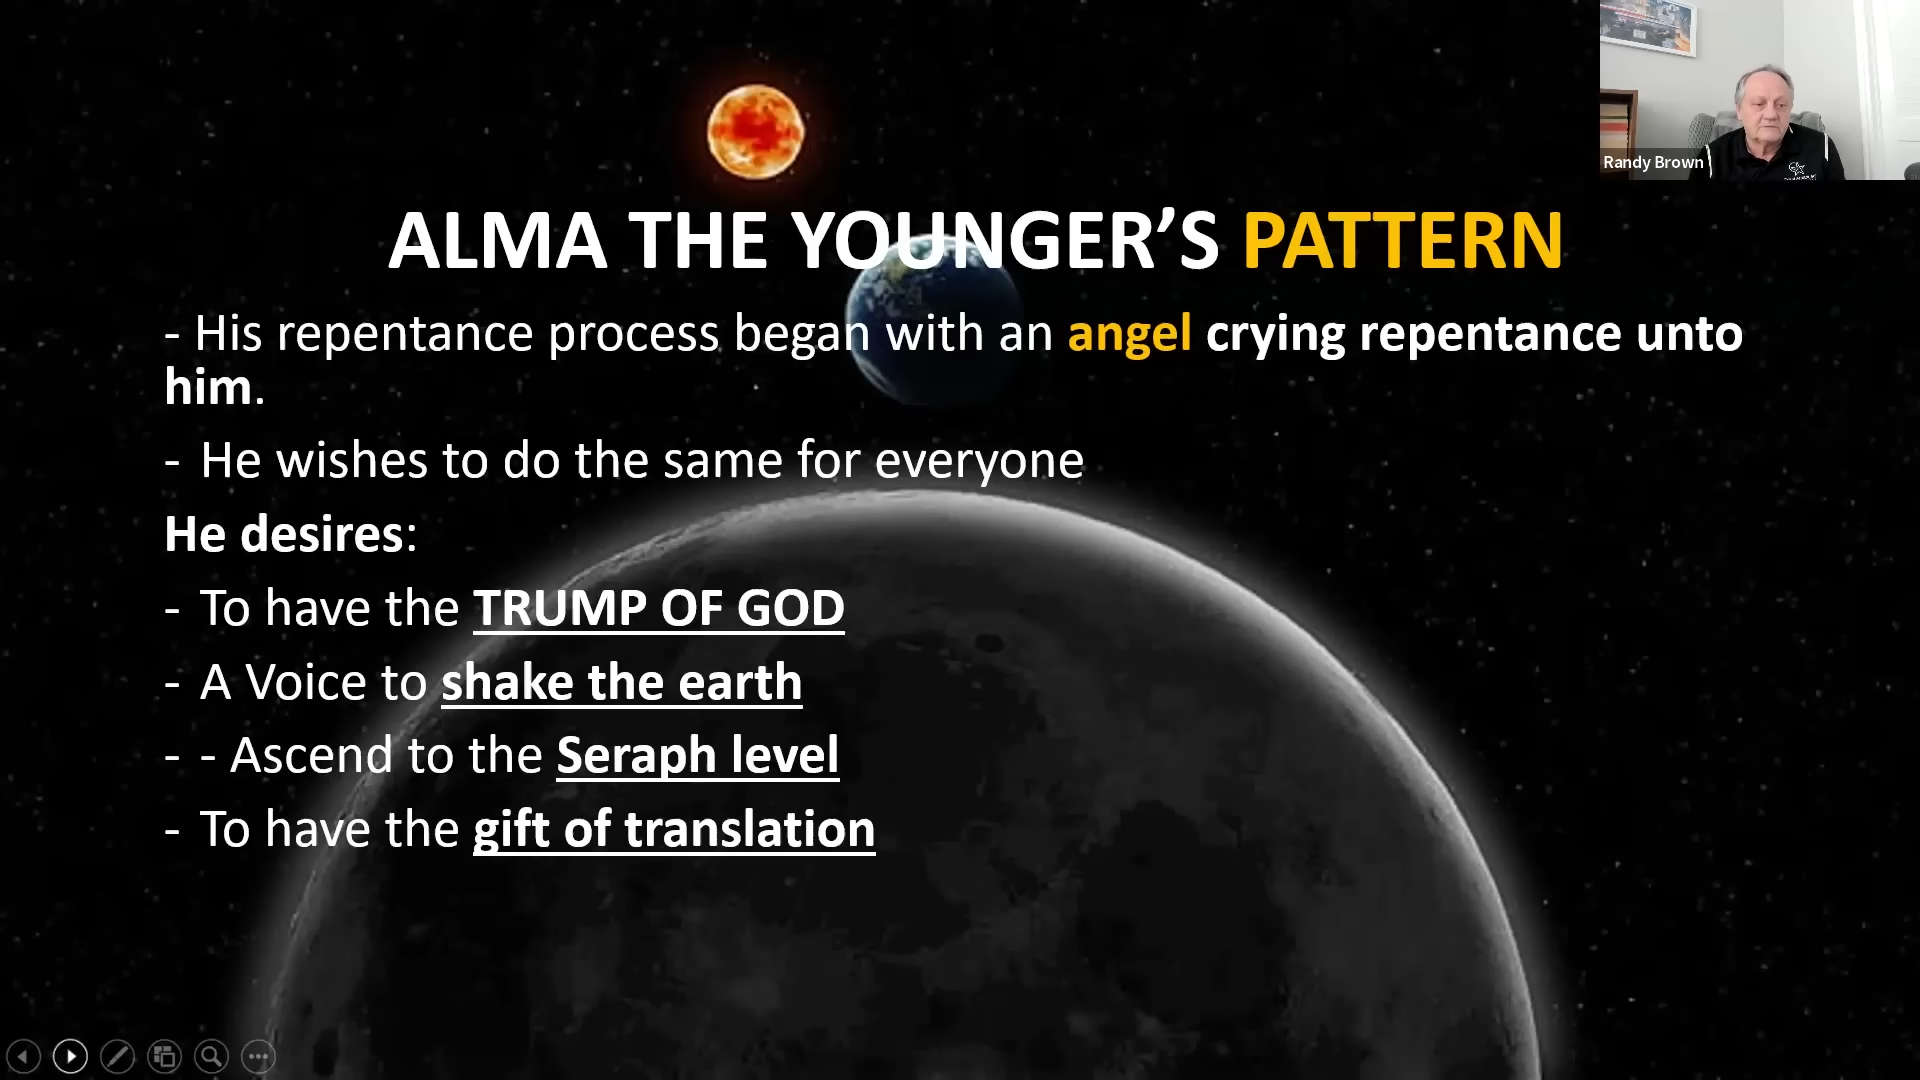 Randy Brown
ALMA THE YOUNGER’S PATTERN
- His repentance process began with an angel crying repentance unto
him.
- He wishes to do the same for everyone
He desires:
- To have the TRUMP OF GOD
- A Voice to shake the earth
- - Ascend to the Seraph level
- To have the gift of translation